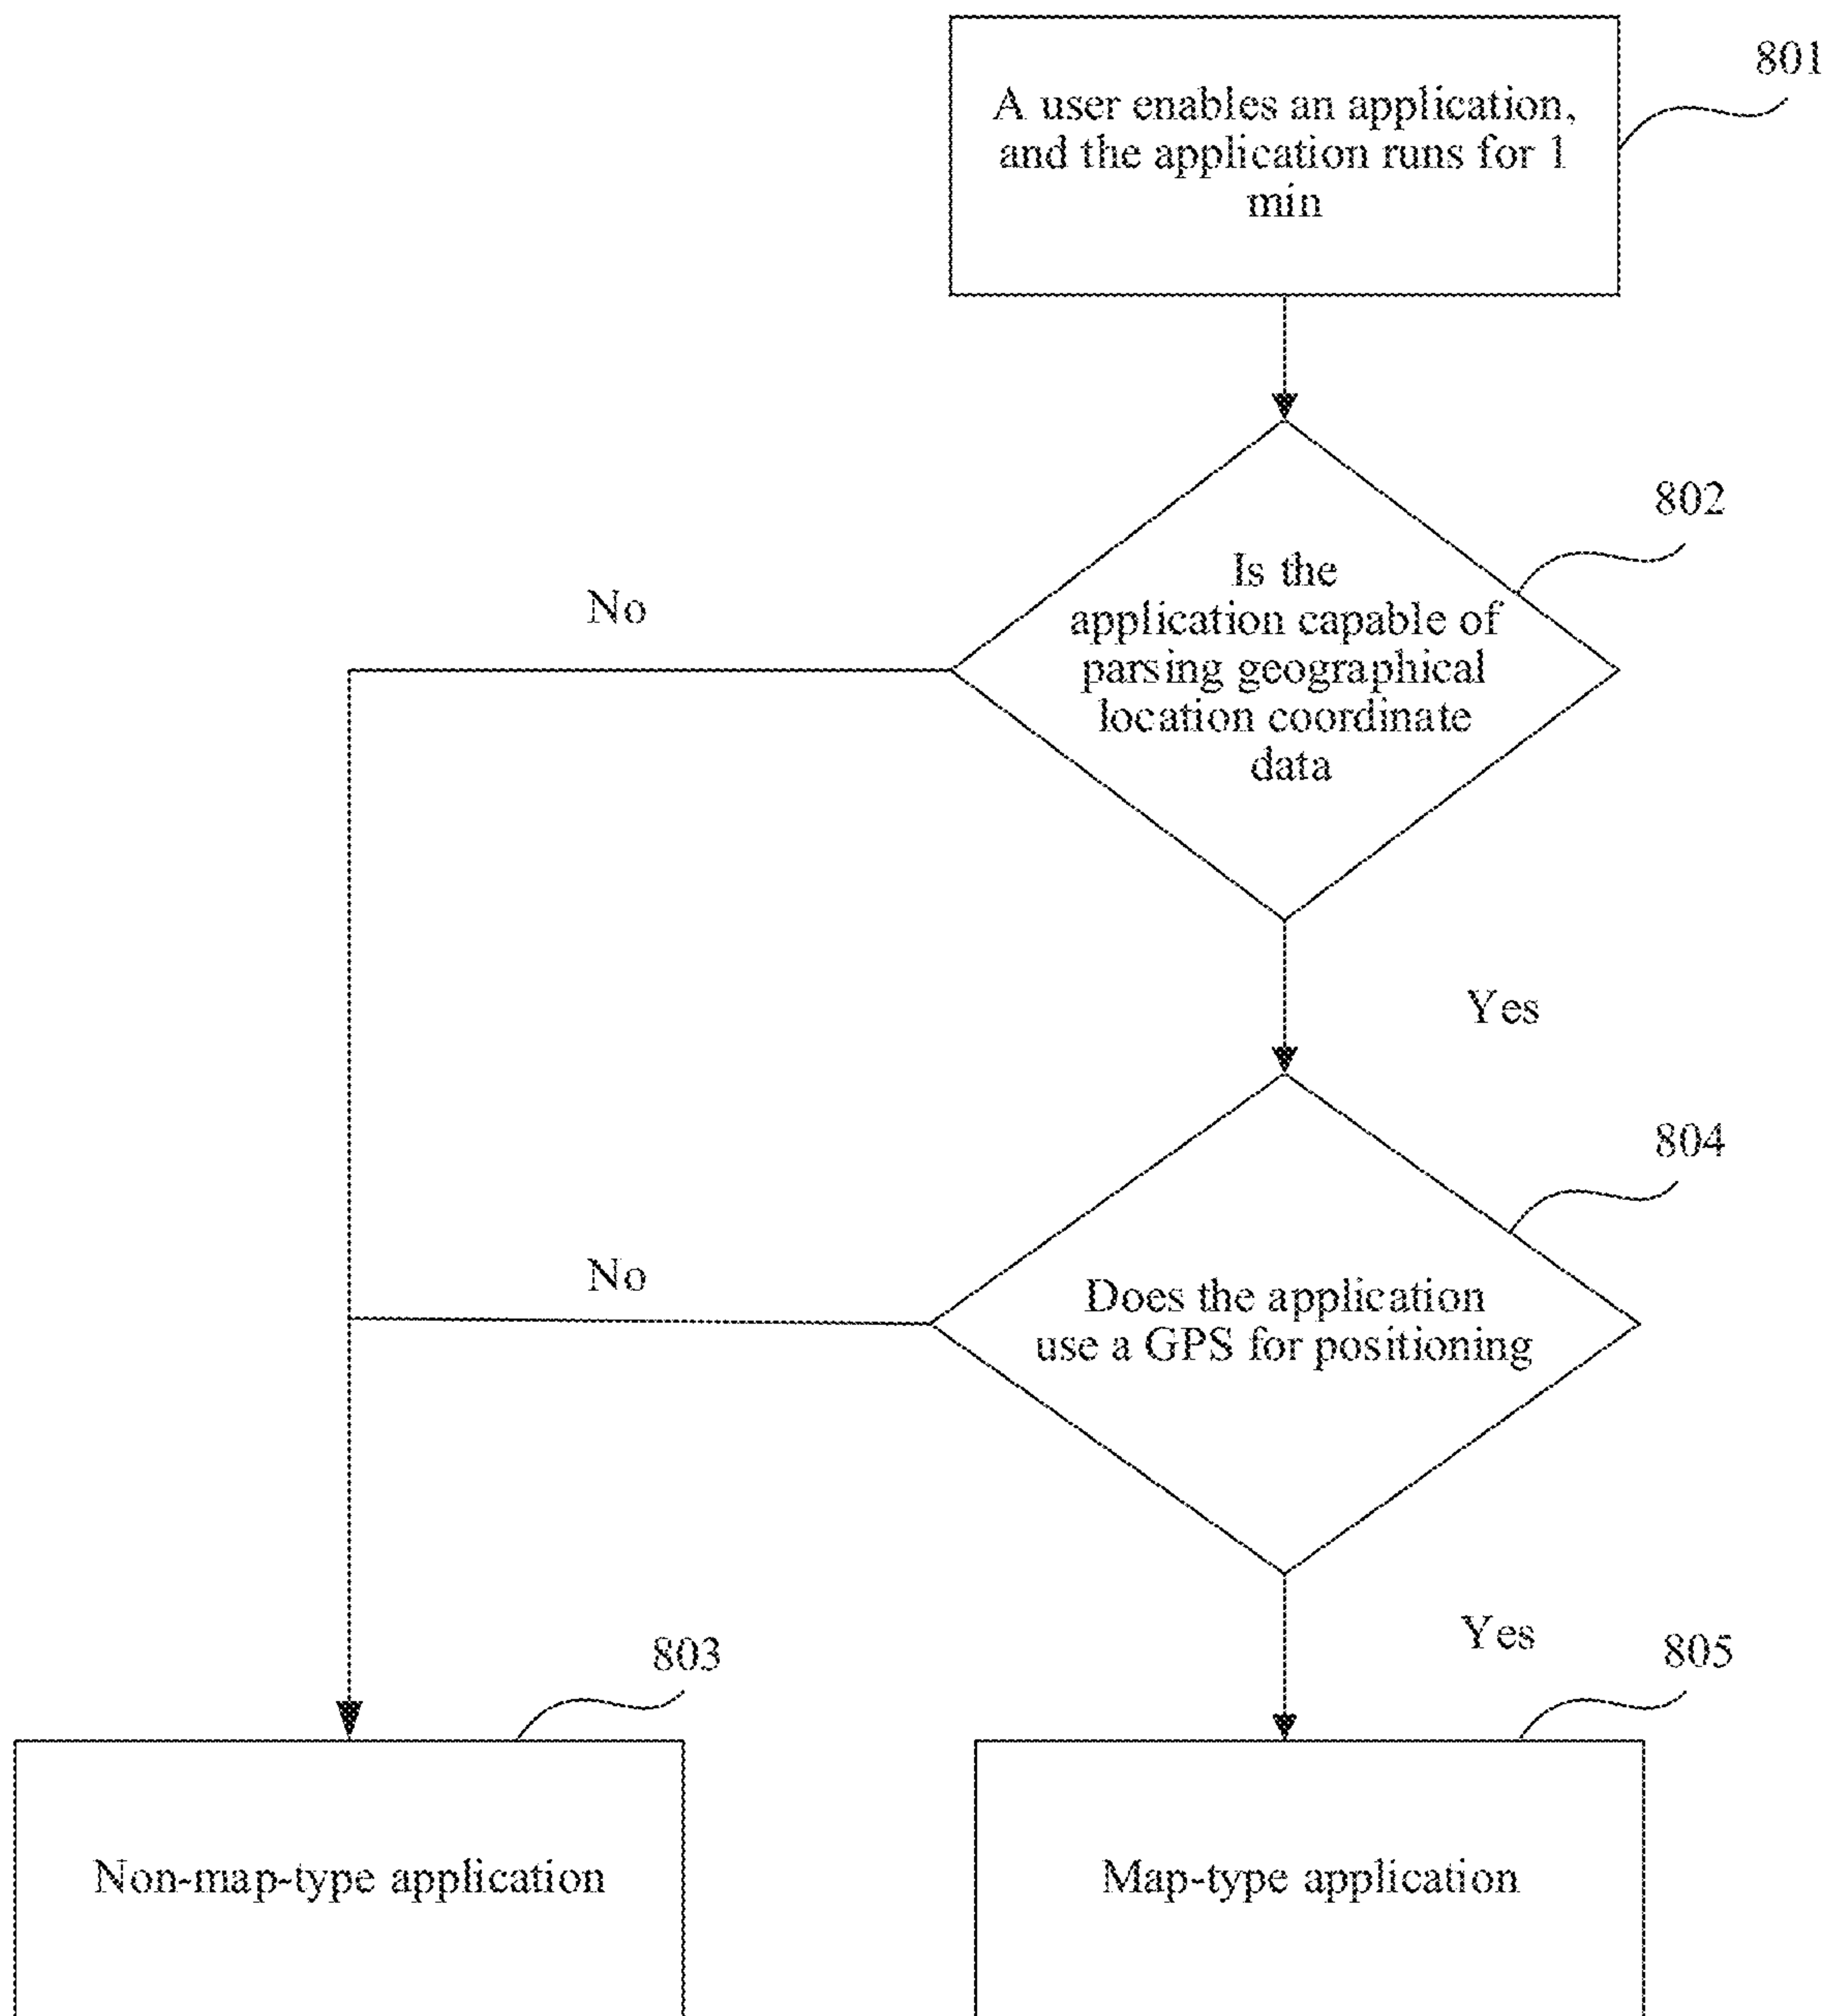 801
A user enables an application,
and the application runs for 1
min
802
Is the
application capable of
parsing geographical
location coordinate
data
No
Yes
804
Does the application
use a GPS for positioning
No
Yes
803
805
Non-map-type application
Map-type application